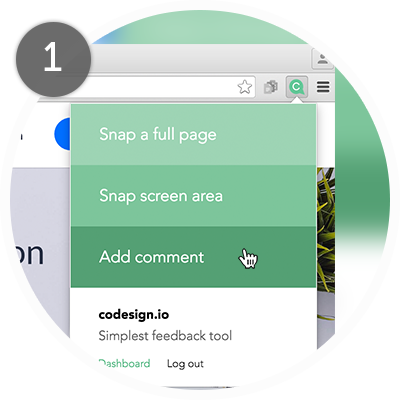 1
Snap a full page
Snap screen area
Add comment
on
codesign.io
Simplest feedback tool
Dashboard Log out